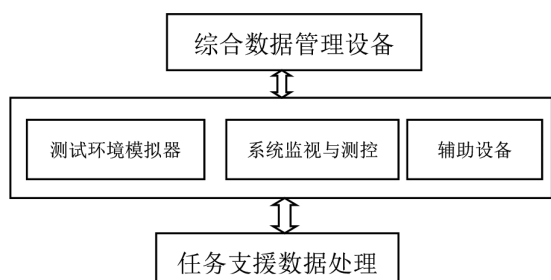 综合数据管理设备
测试环境模拟器
系统监视与测控
辅助设备
任务支援数据处理